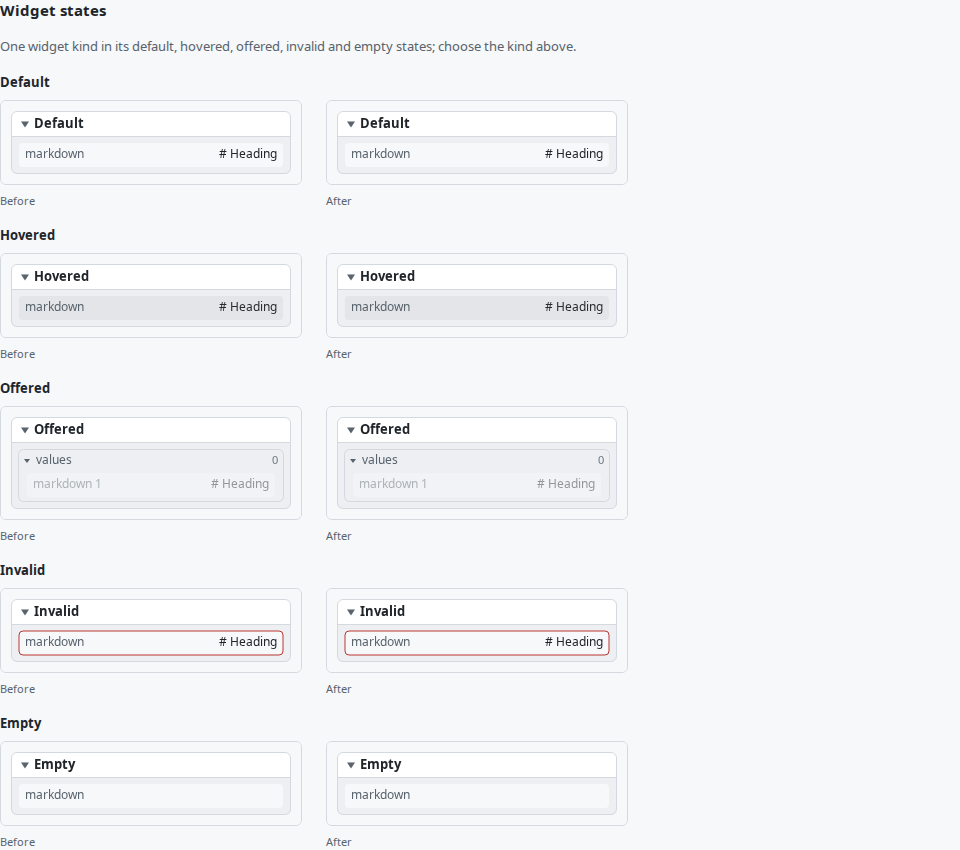 Widget states
One widget kind in its default, hovered, offered, invalid and empty states; choose the kind above.
Default
Default
markdown # Heading
Before
Default
markdown # Heading
After
Hovered
Hovered
markdown # Heading
Before
Hovered
markdown # Heading
After
Offered
Offered
values 0
markdown 1 # Heading
Before
Offered
values 0
markdown 1 # Heading
After
Invalid
Invalid
markdown # Heading
Before
Invalid
markdown # Heading
After
Empty
Empty
markdown
Before
Empty
markdown
After